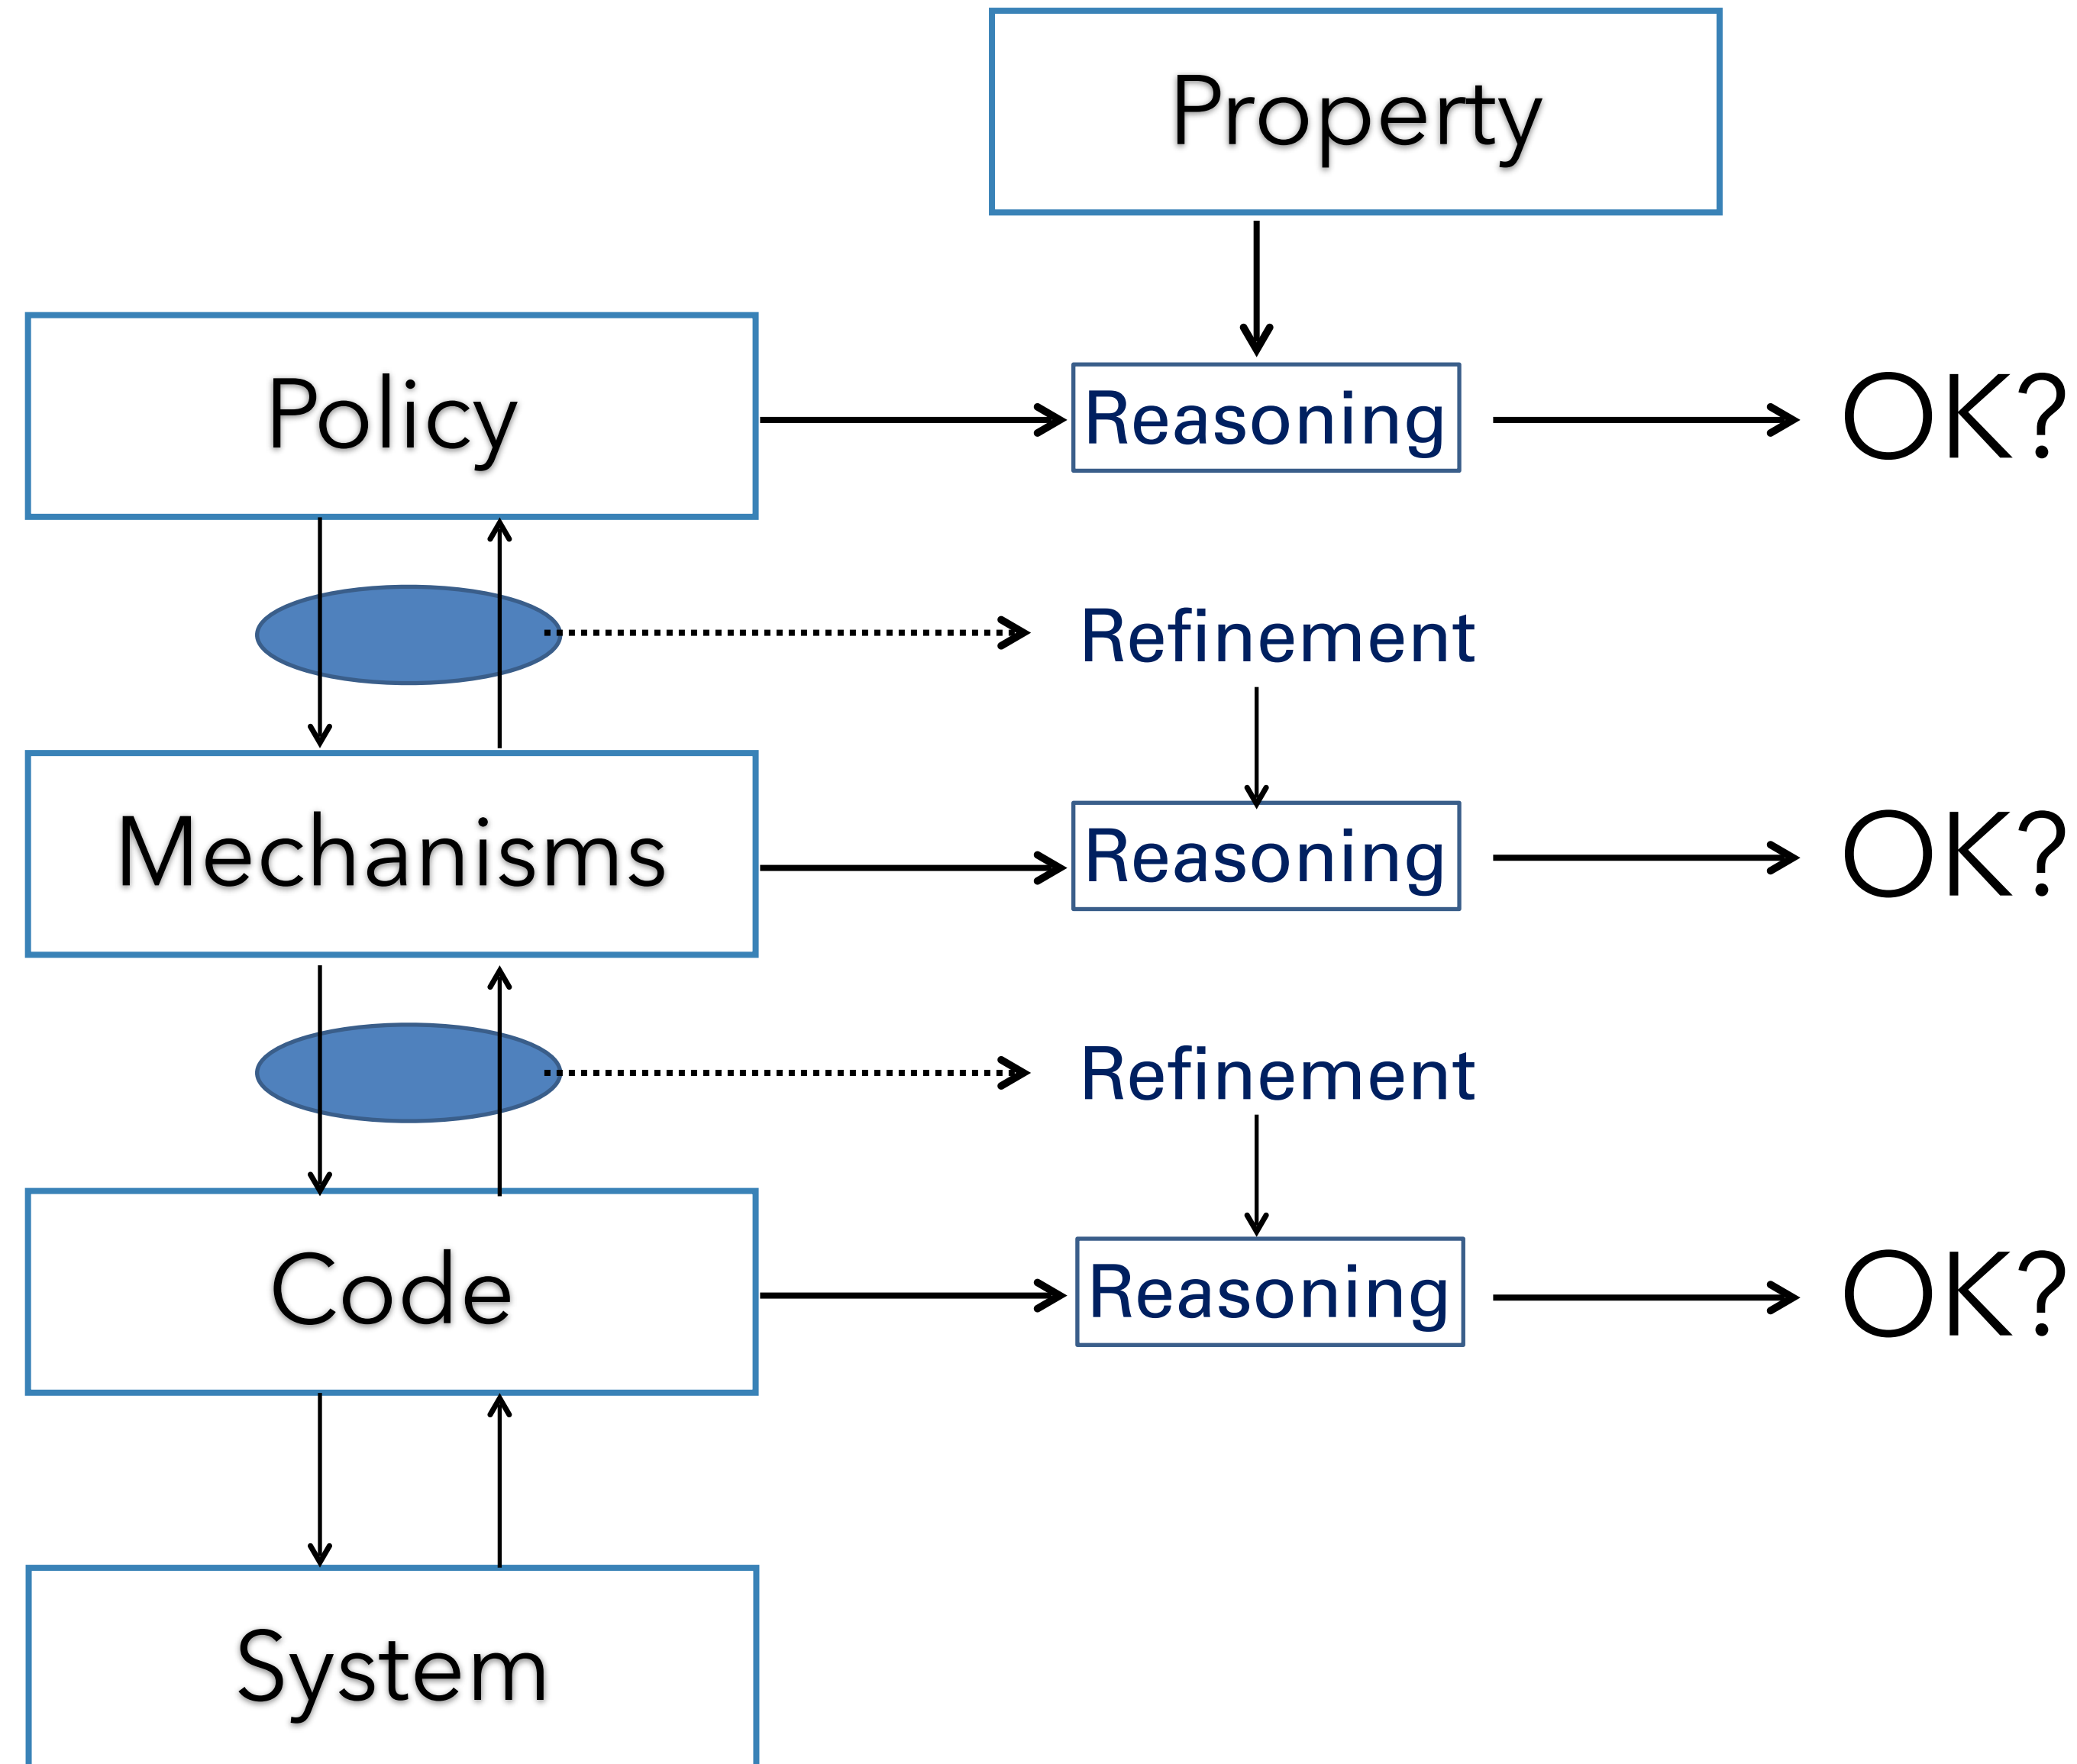 Property
Policy
Reasoning
OK?
Refinement
Mechanisms
Reasoning
OK?
Refinement
Code
Reasoning
OK?
System